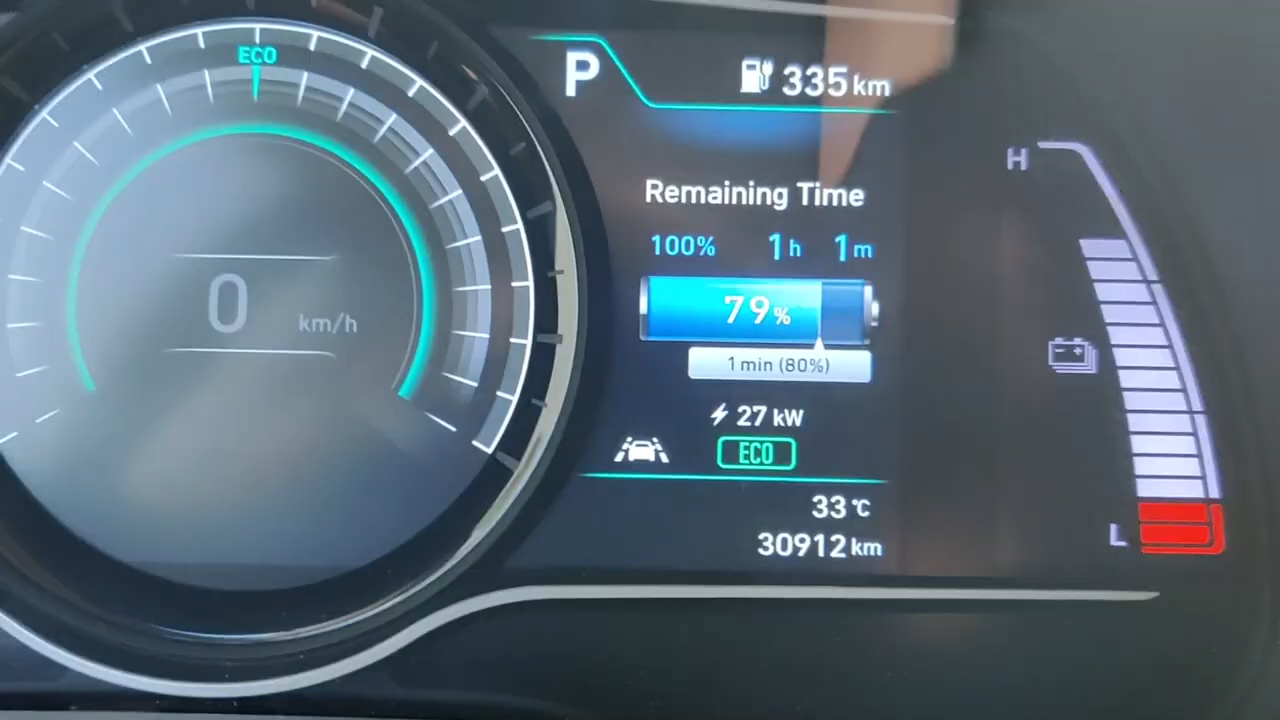 ECO
0 km/h
P 335 km
Remaining Time
100% 1 h 1 m
79%
1 min (80%)
27 kW
ECO
33 °C
30912 km
H
L